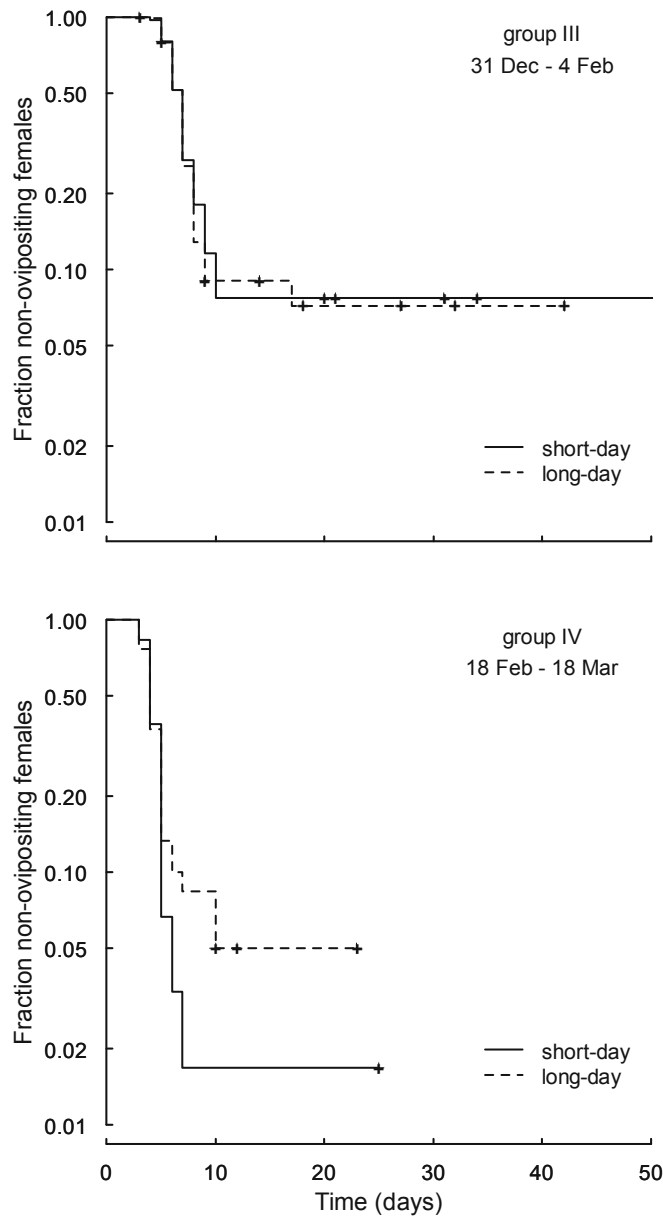 group III
31 Dec - 4 Feb
Fraction non-ovipositing females
1.00
0.50
0.20
0.10
0.05
0.02
0.01
short-day
long-day
group IV
18 Feb - 18 Mar
Fraction non-ovipositing females
1.00
0.50
0.20
0.10
0.05
0.02
0.01
short-day
long-day
0 10 20 30 40 50
Time (days)